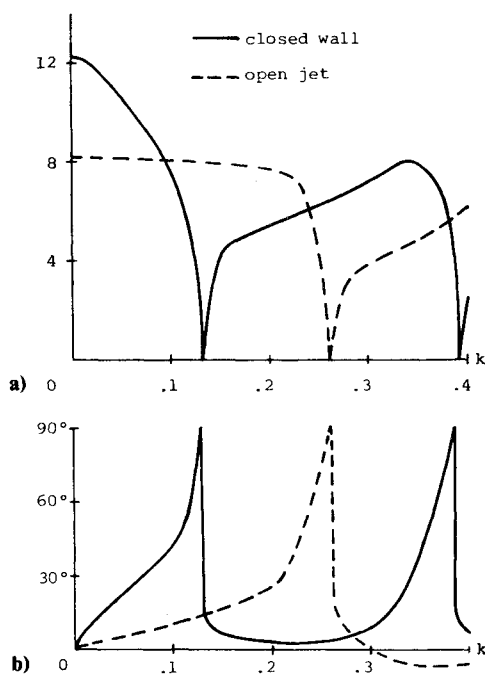 12
closed wall
open jet
8
4
0 .1 .2 .3 .4 k
a)
90°
60°
30°
0 .1 .2 .3 .4 k
b)